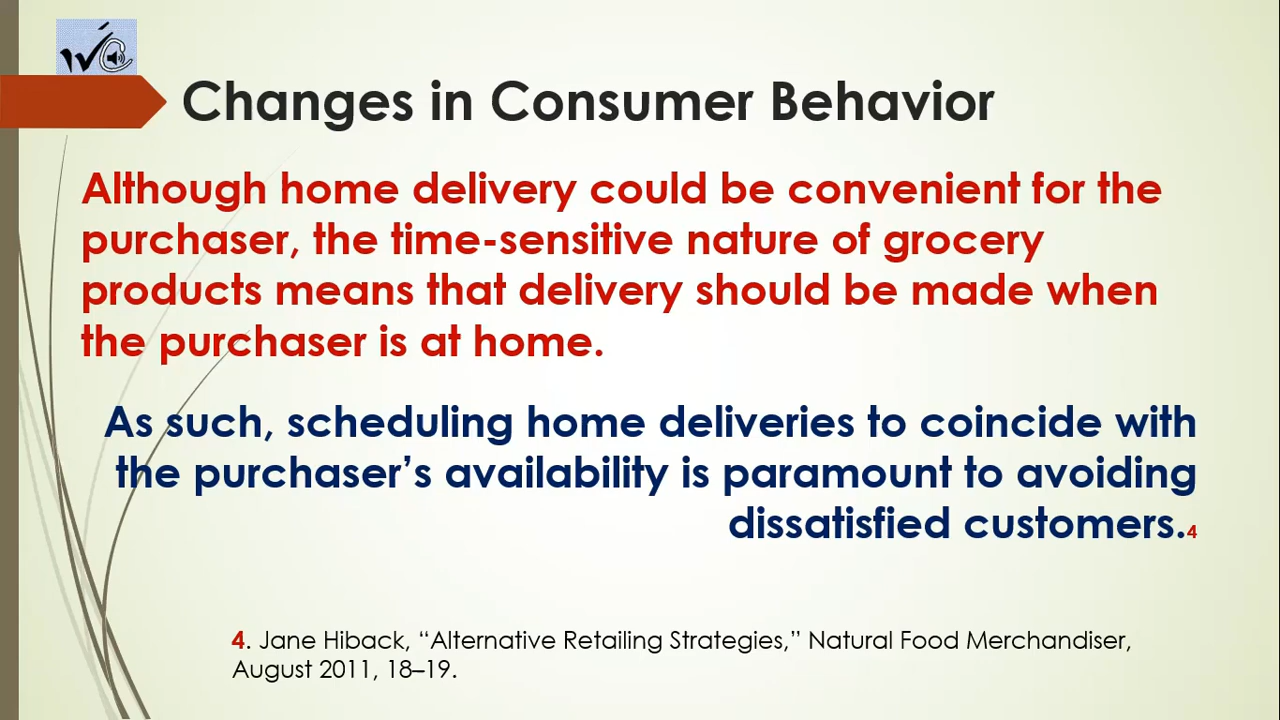 Changes in Consumer Behavior
Although home delivery could be convenient for the
purchaser, the time-sensitive nature of grocery
products means that delivery should be made when
the purchaser is at home.
As such, scheduling home deliveries to coincide with
the purchaser’s availability is paramount to avoiding
dissatisfied customers.4
4. Jane Hiback, “Alternative Retailing Strategies,” Natural Food Merchandiser,
August 2011, 18–19.